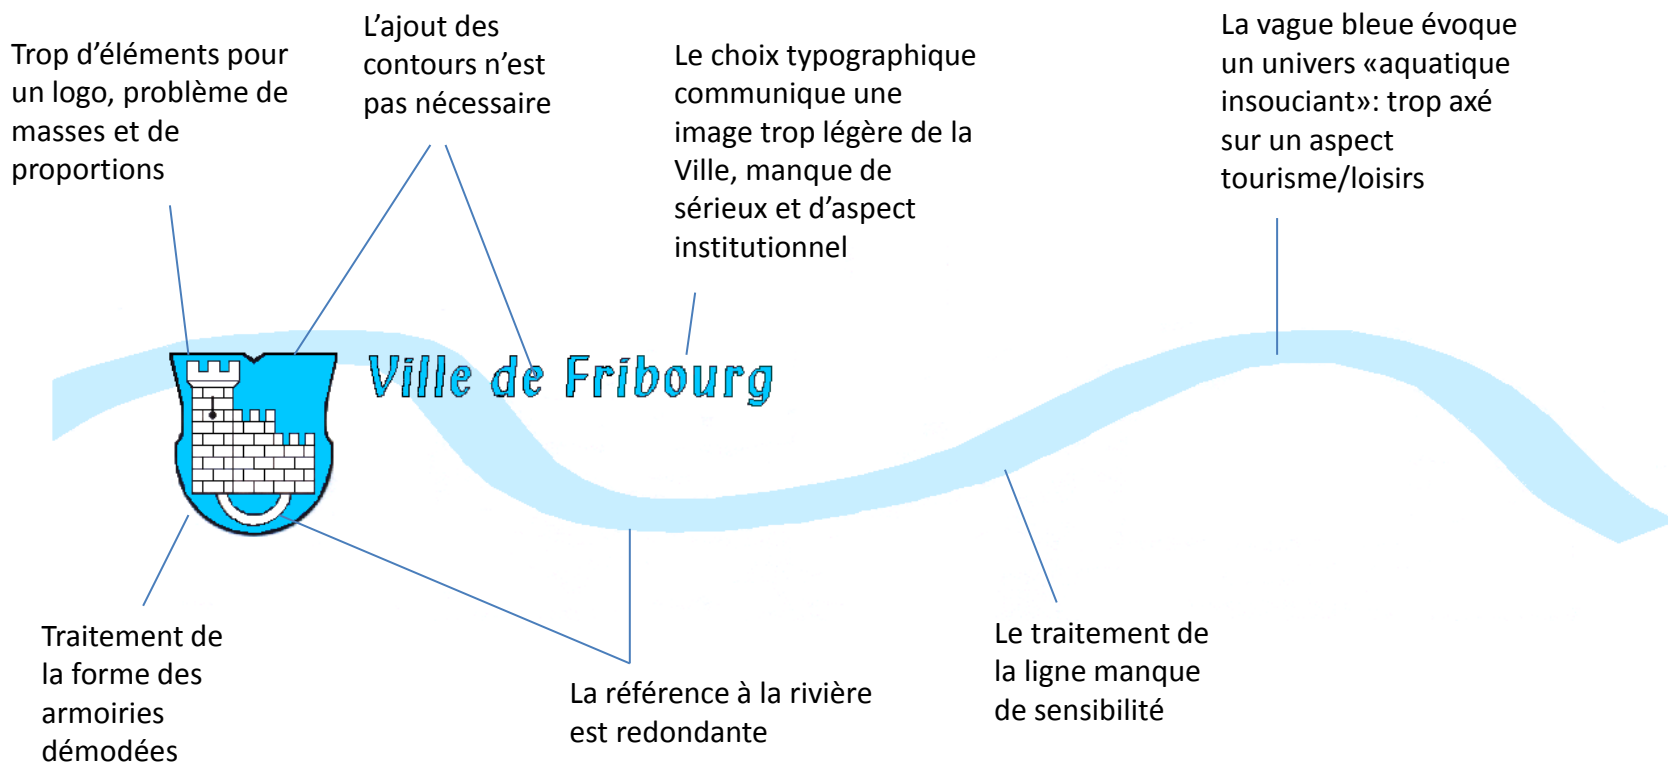 Trop d’éléments pour
un logo, problème de
masses et de
proportions
L’ajout des
contours n’est
pas nécessaire
Le choix typographique
communique une
image trop légère de la
Ville, manque de
sérieux et d’aspect
institutionnel
La vague bleue évoque
un univers «aquatique
insouciant»: trop axé
sur un aspect
tourisme/loisirs
Ville de Fribourg
Traitement de
la forme des
armoiries
démodées
La référence à la rivière
est redondante
Le traitement de
la ligne manque
de sensibilité